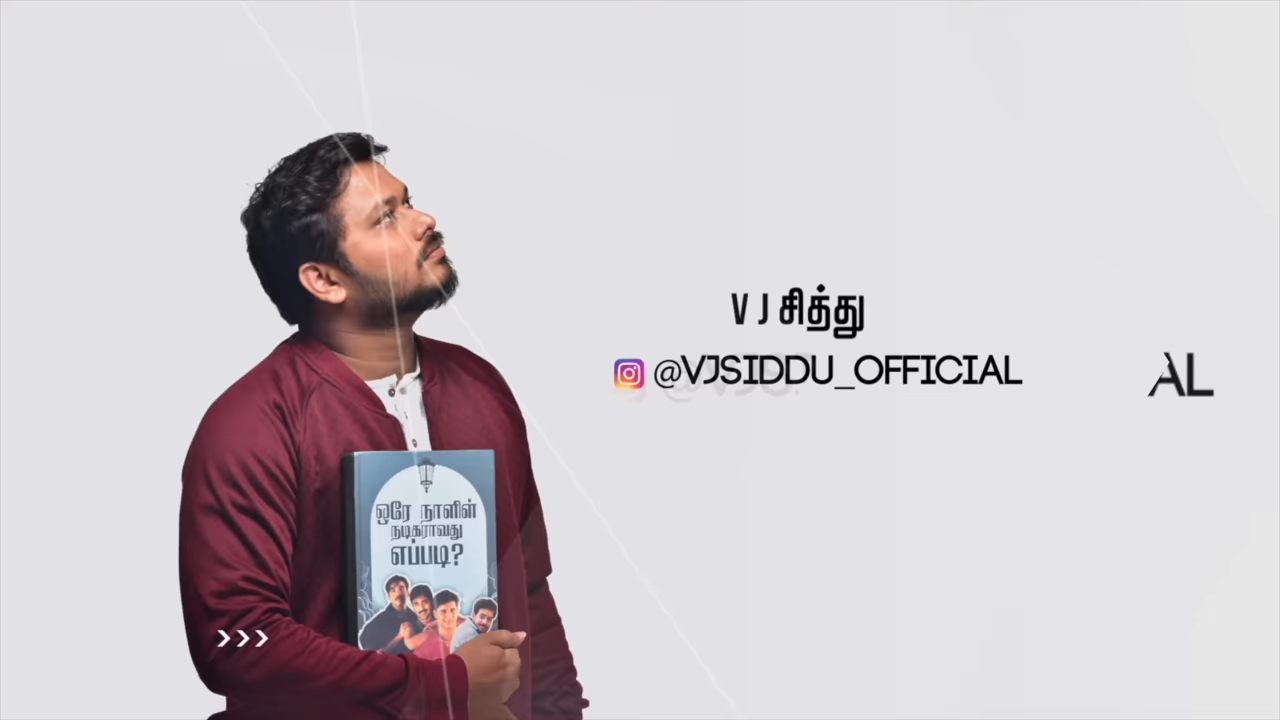 V J சித்து
@VJSIDDU_OFFICIAL
AL
ஒரே நாளின்
நடிகராவது
எப்படி?